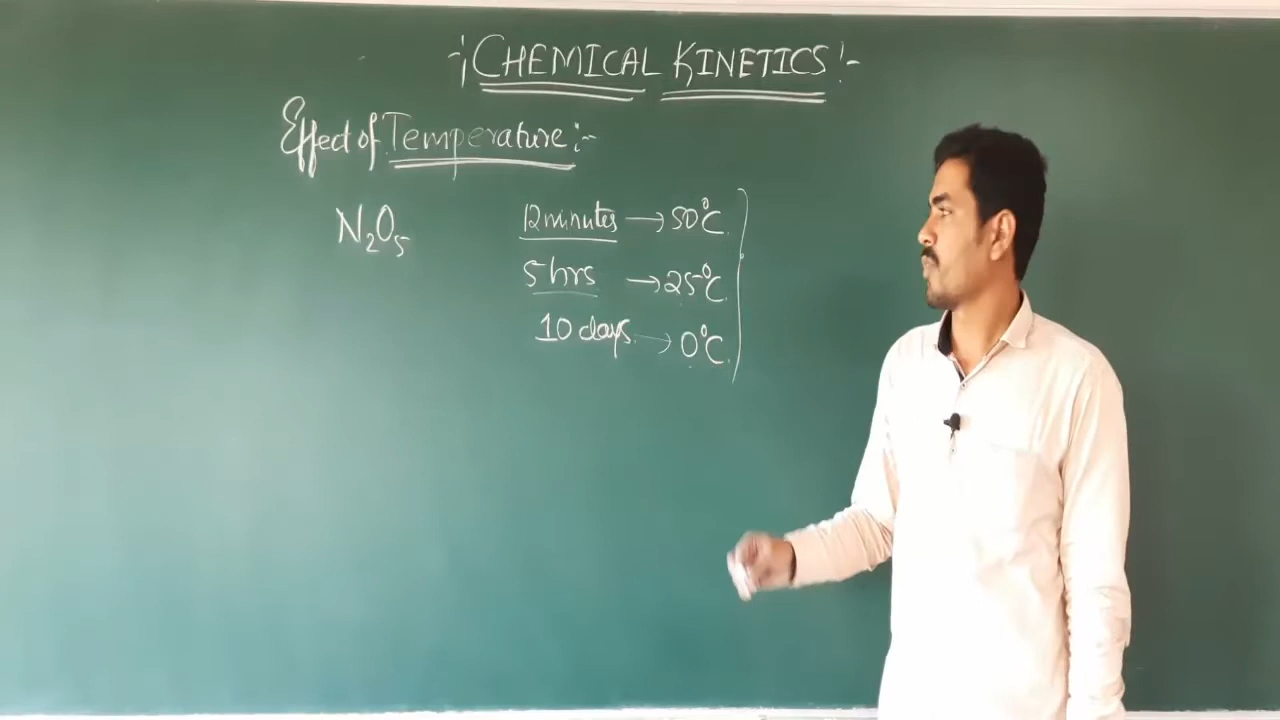 -:CHEMICAL KINETICS:-
Effect of Temperature:-
N₂O₅
12 minutes → 50°C
5 hrs → 25°C
10 days → 0°C